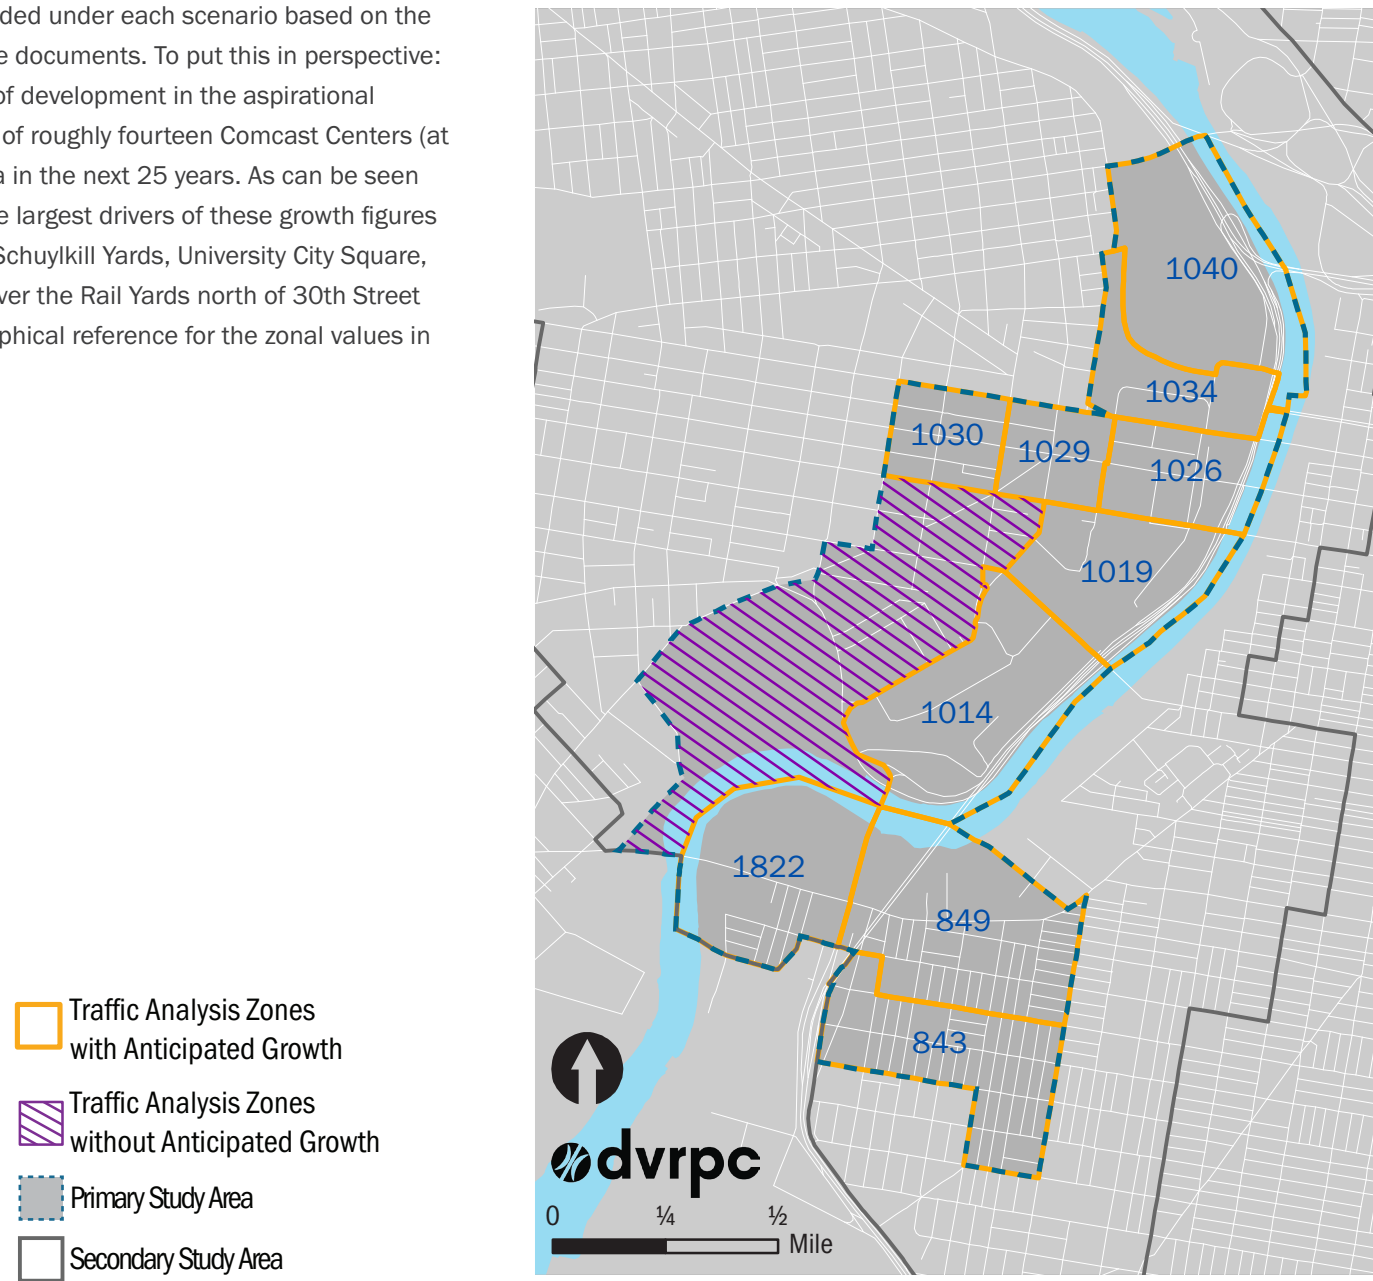 ded under each scenario based on the
e documents. To put this in perspective:
of development in the aspirational
of roughly fourteen Comcast Centers (at
a in the next 25 years. As can be seen
e largest drivers of these growth figures
Schuylkill Yards, University City Square,
ver the Rail Yards north of 30th Street
phical reference for the zonal values in
1040
1034
1030
1029
1026
1019
1014
1822
849
843
Traffic Analysis Zones
with Anticipated Growth
Traffic Analysis Zones
without Anticipated Growth
Primary Study Area
Secondary Study Area
dvrpc
0 ¼ ½
Mile